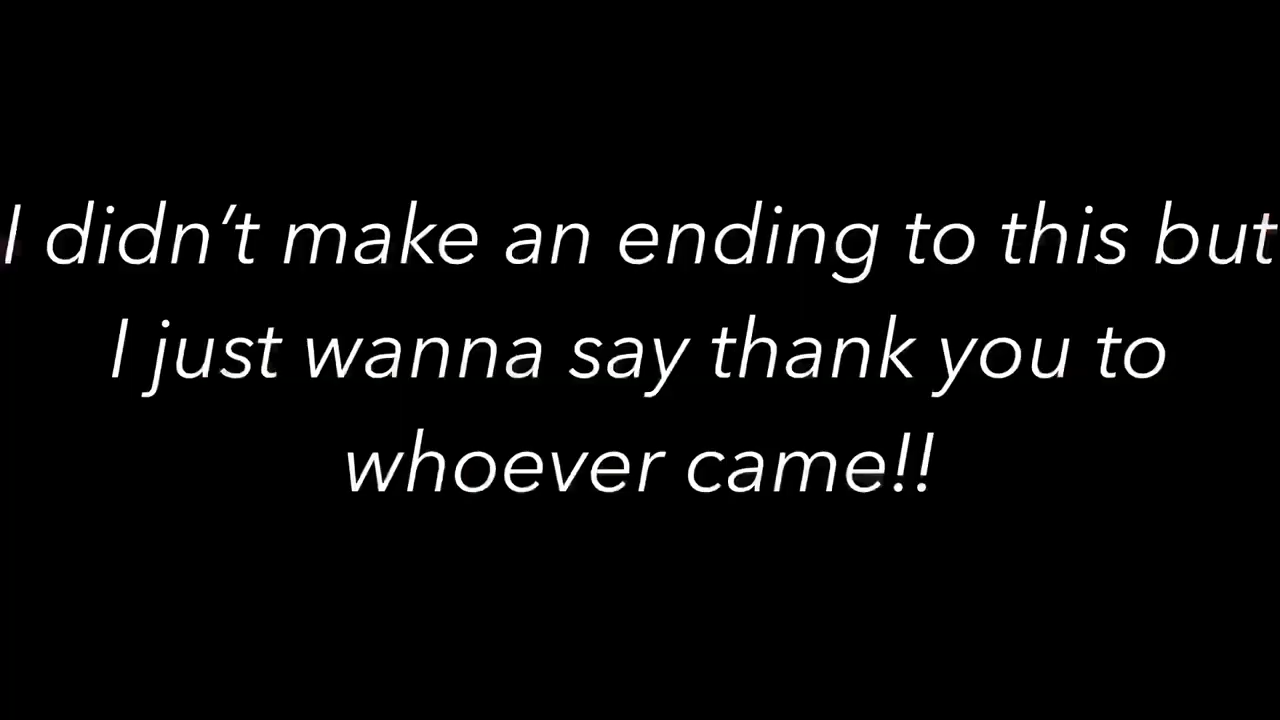 I didn’t make an ending to this but
I just wanna say thank you to
whoever came!!